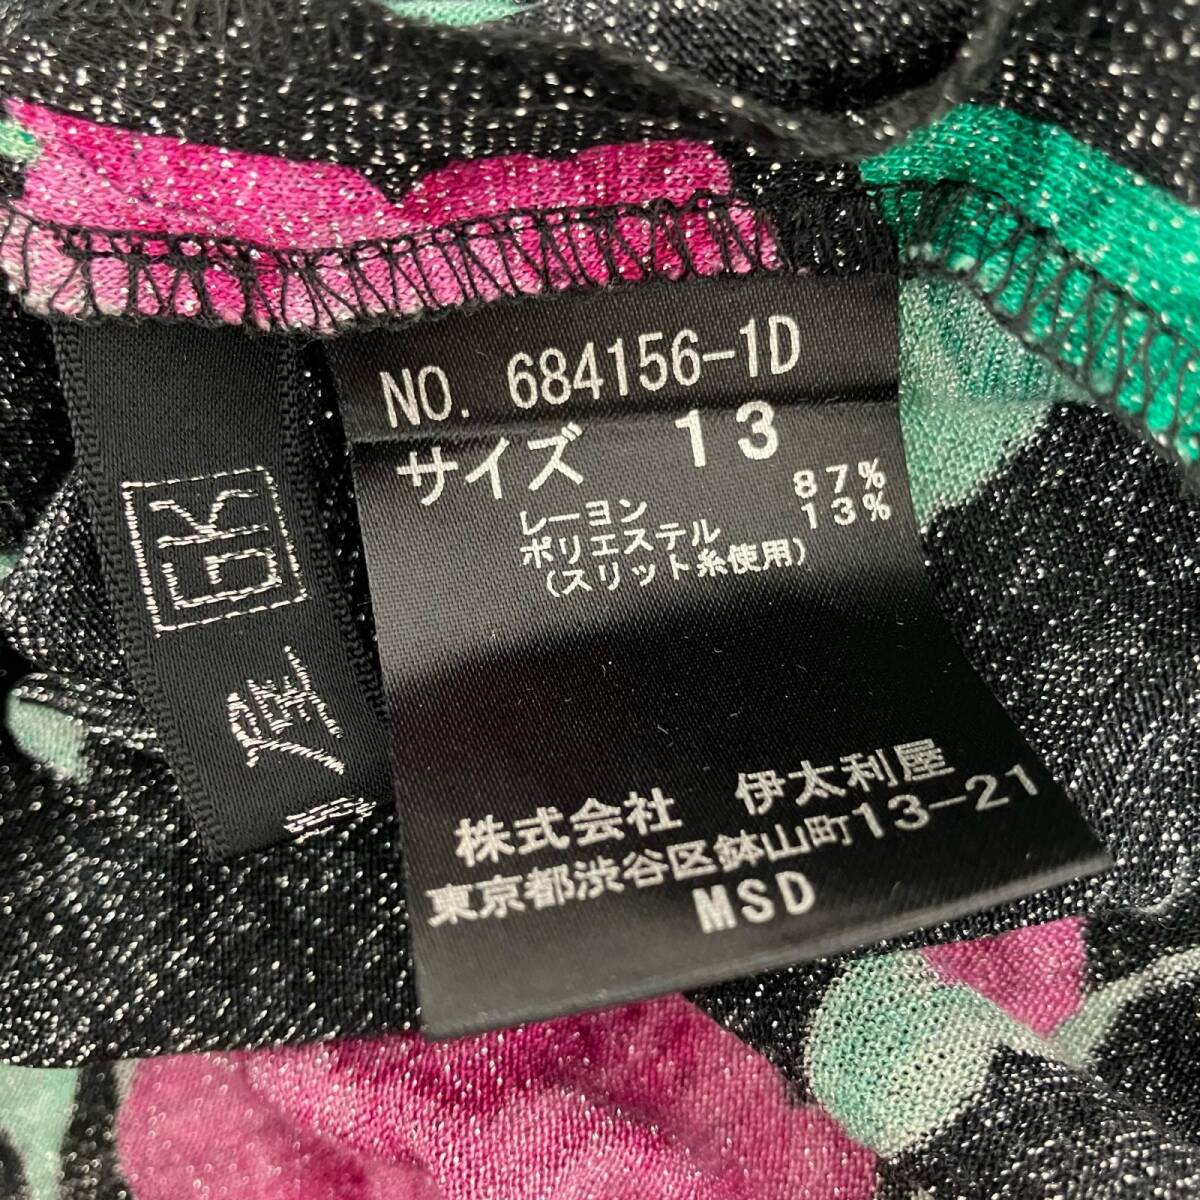 NO. 684156-1D
サイズ 13
レーヨン 87%
ポリエステル 13%
(スリット糸使用)
株式会社 伊太利屋
東京都渋谷区鉢山町13-21
MSD
GK